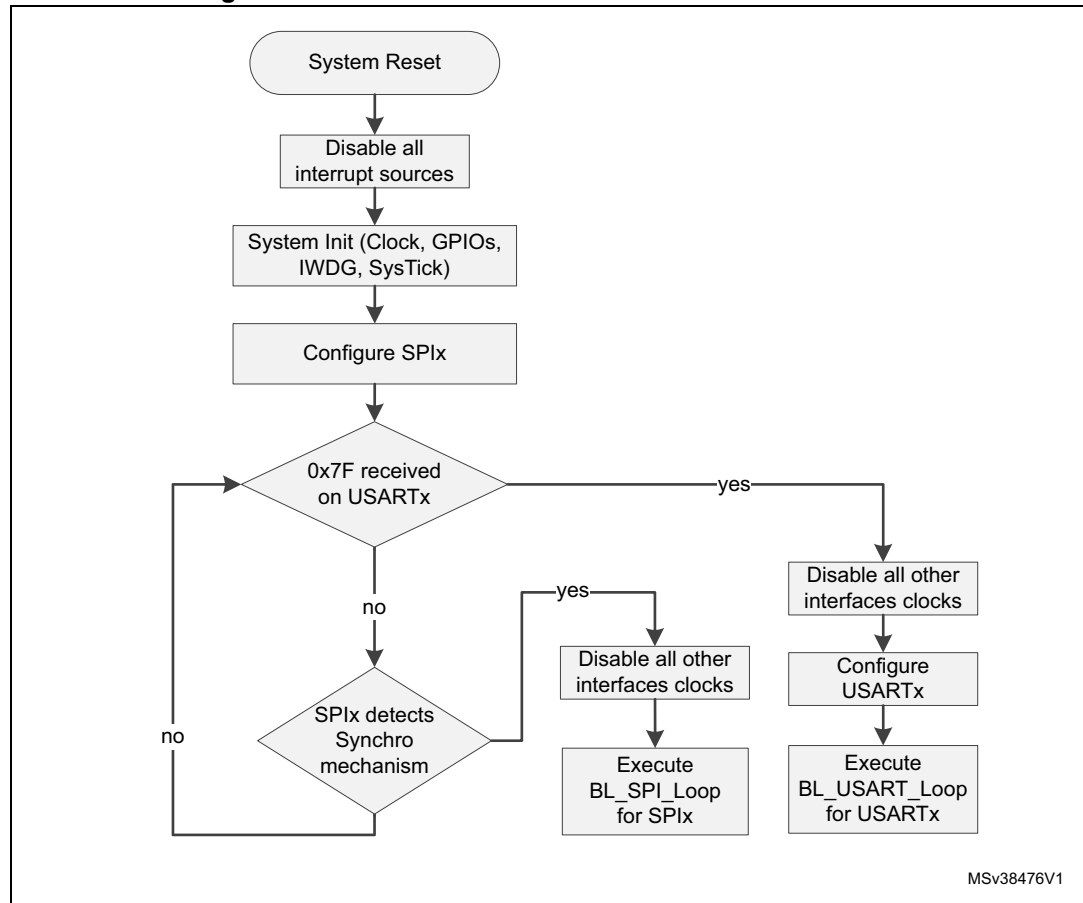 System Reset
Disable all
interrupt sources
System Init (Clock, GPIOs,
IWDG, SysTick)
Configure SPIx
0x7F received
on USARTx
yes
no
yes
Disable all other
interfaces clocks
Configure
USARTx
Execute
BL_USART_Loop
for USARTx
Disable all other
interfaces clocks
Execute
BL_SPI_Loop
for SPIx
SPIx detects
Synchro
mechanism
no
MSv38476V1